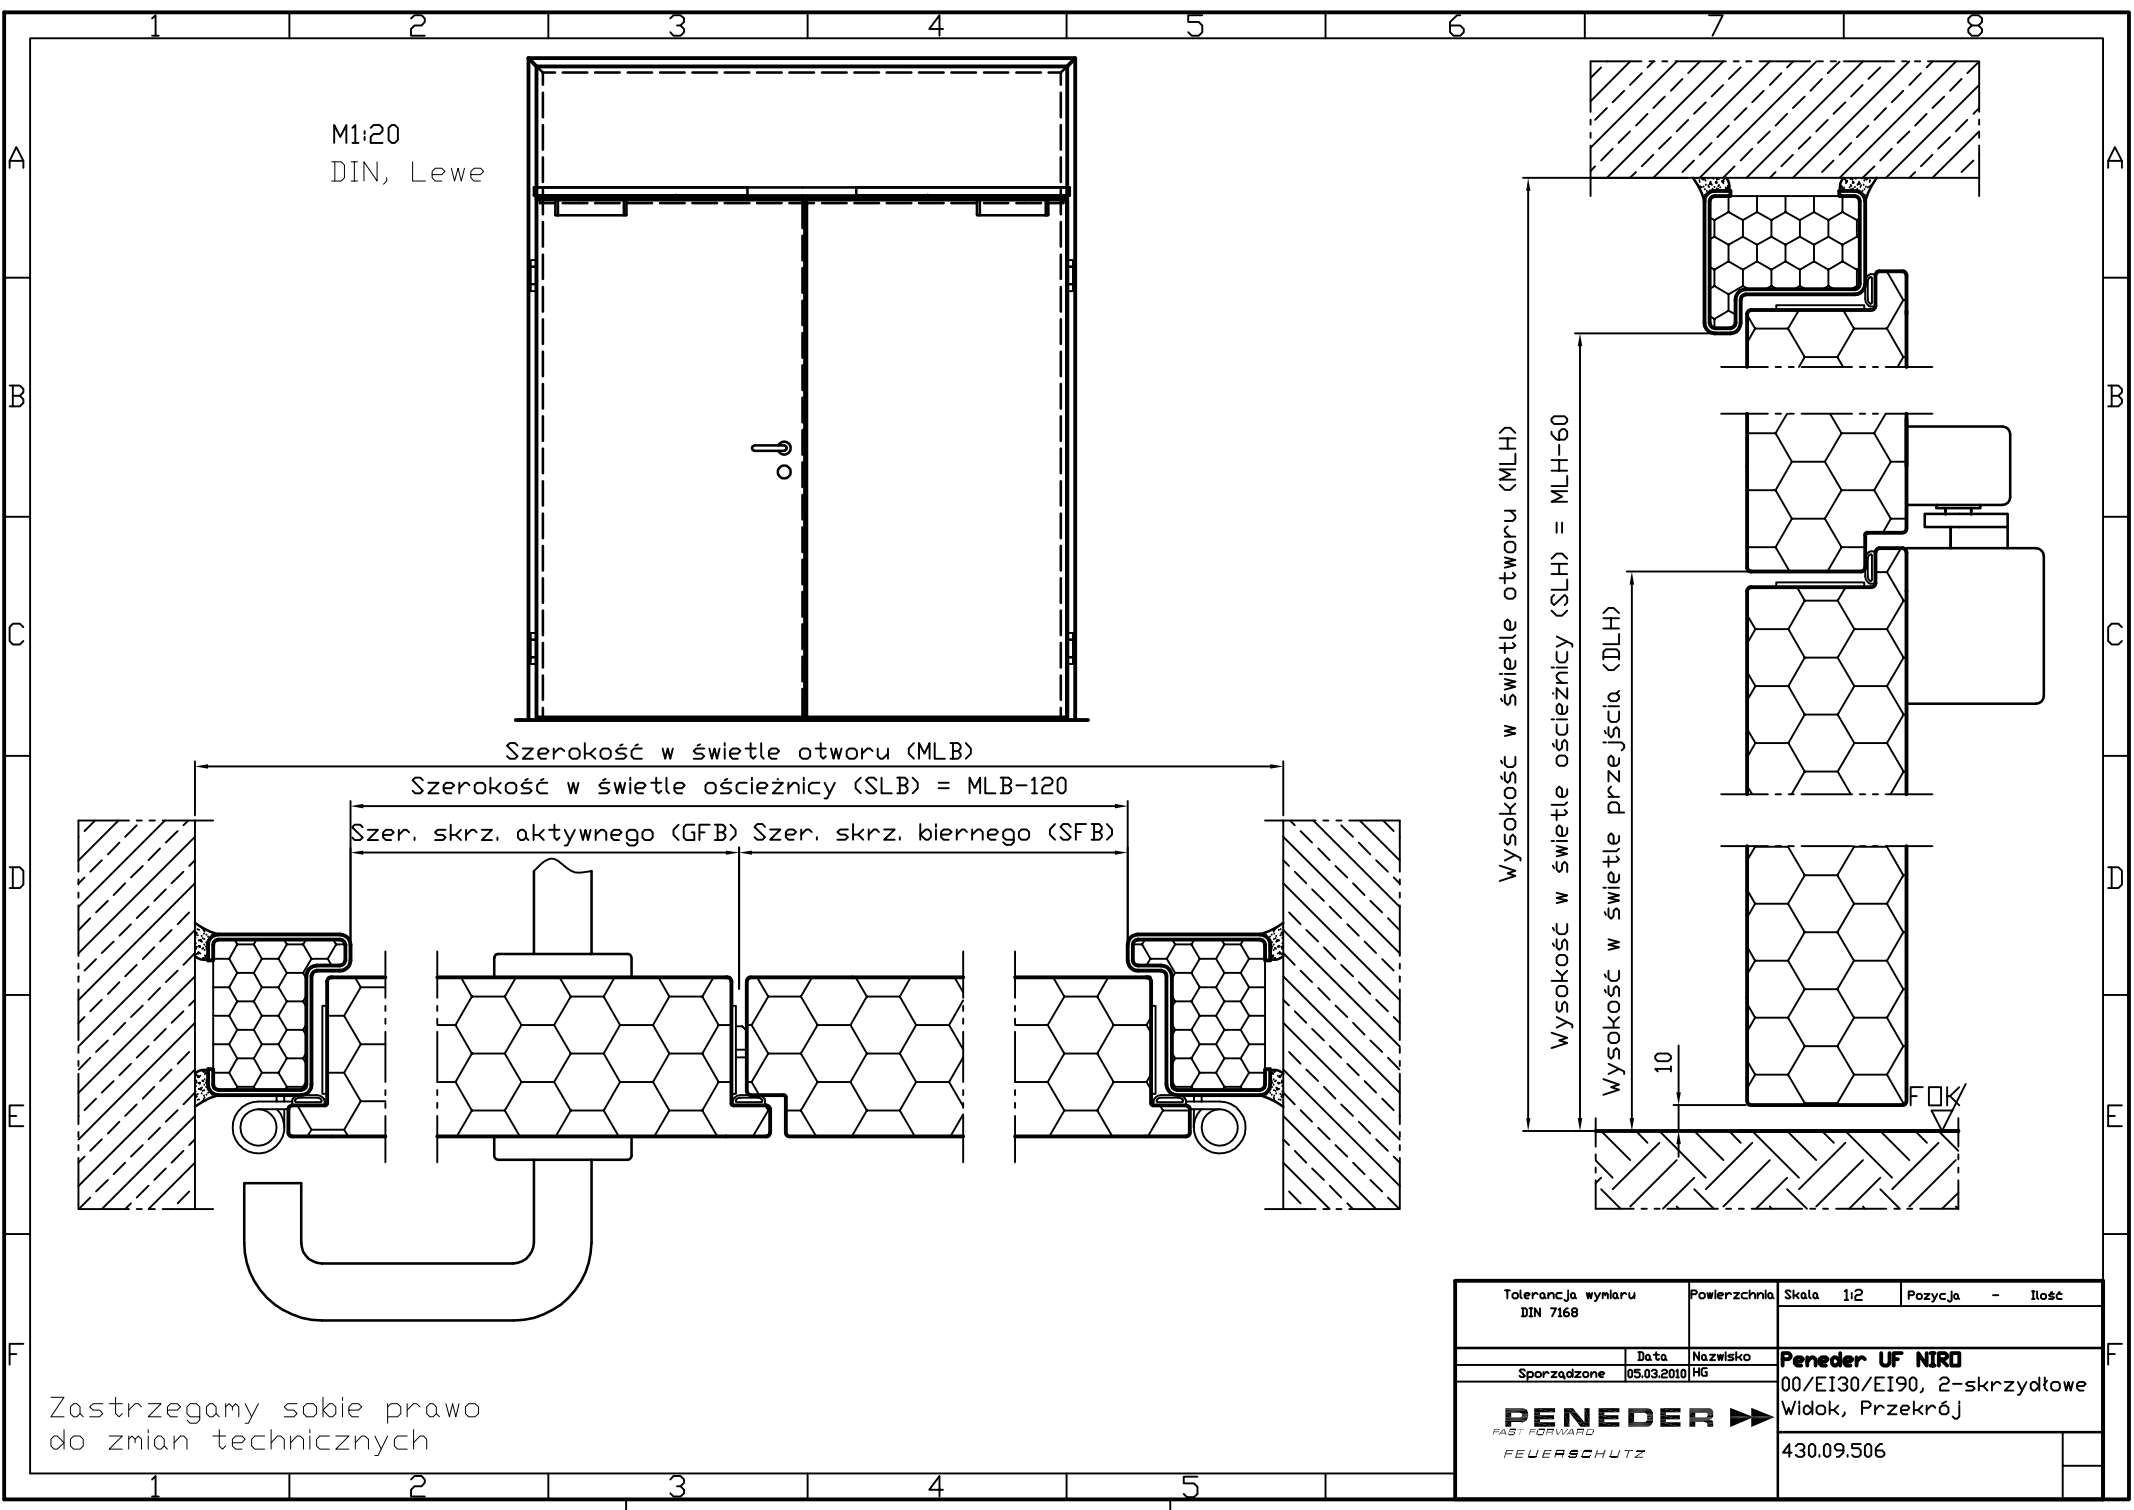 1 2 3 4 5 6 7 8
A A
B B
C C
D D
E E
F F
M1:20
DIN, Lewe
Szerokość w świetle otworu (MLB)
Szerokość w świetle ościeżnicy (SLB) = MLB-120
Szer. skrz. aktywnego (GFB) Szer. skrz. biernego (SFB)
Wysokość w świetle otworu (MLH)
Wysokość w świetle ościeżnicy (SLH) = MLH-60
Wysokość w świetle przejścia (DLH)
10
FOK
Zastrzegamy sobie prawo
do zmian technicznych
Tolerancja wymiaru
DIN 7168
Powierzchnia
Skala 1:2
Pozycja - Ilość
Data Nazwisko
Sporządzone 05.03.2010 HG
PENEDER
FAST FORWARD
FEUERSCHUTZ
Peneder UF NIRO
00/EI30/EI90, 2-skrzydłowe
Widok, Przekrój
430.09.506
1 2 3 4 5